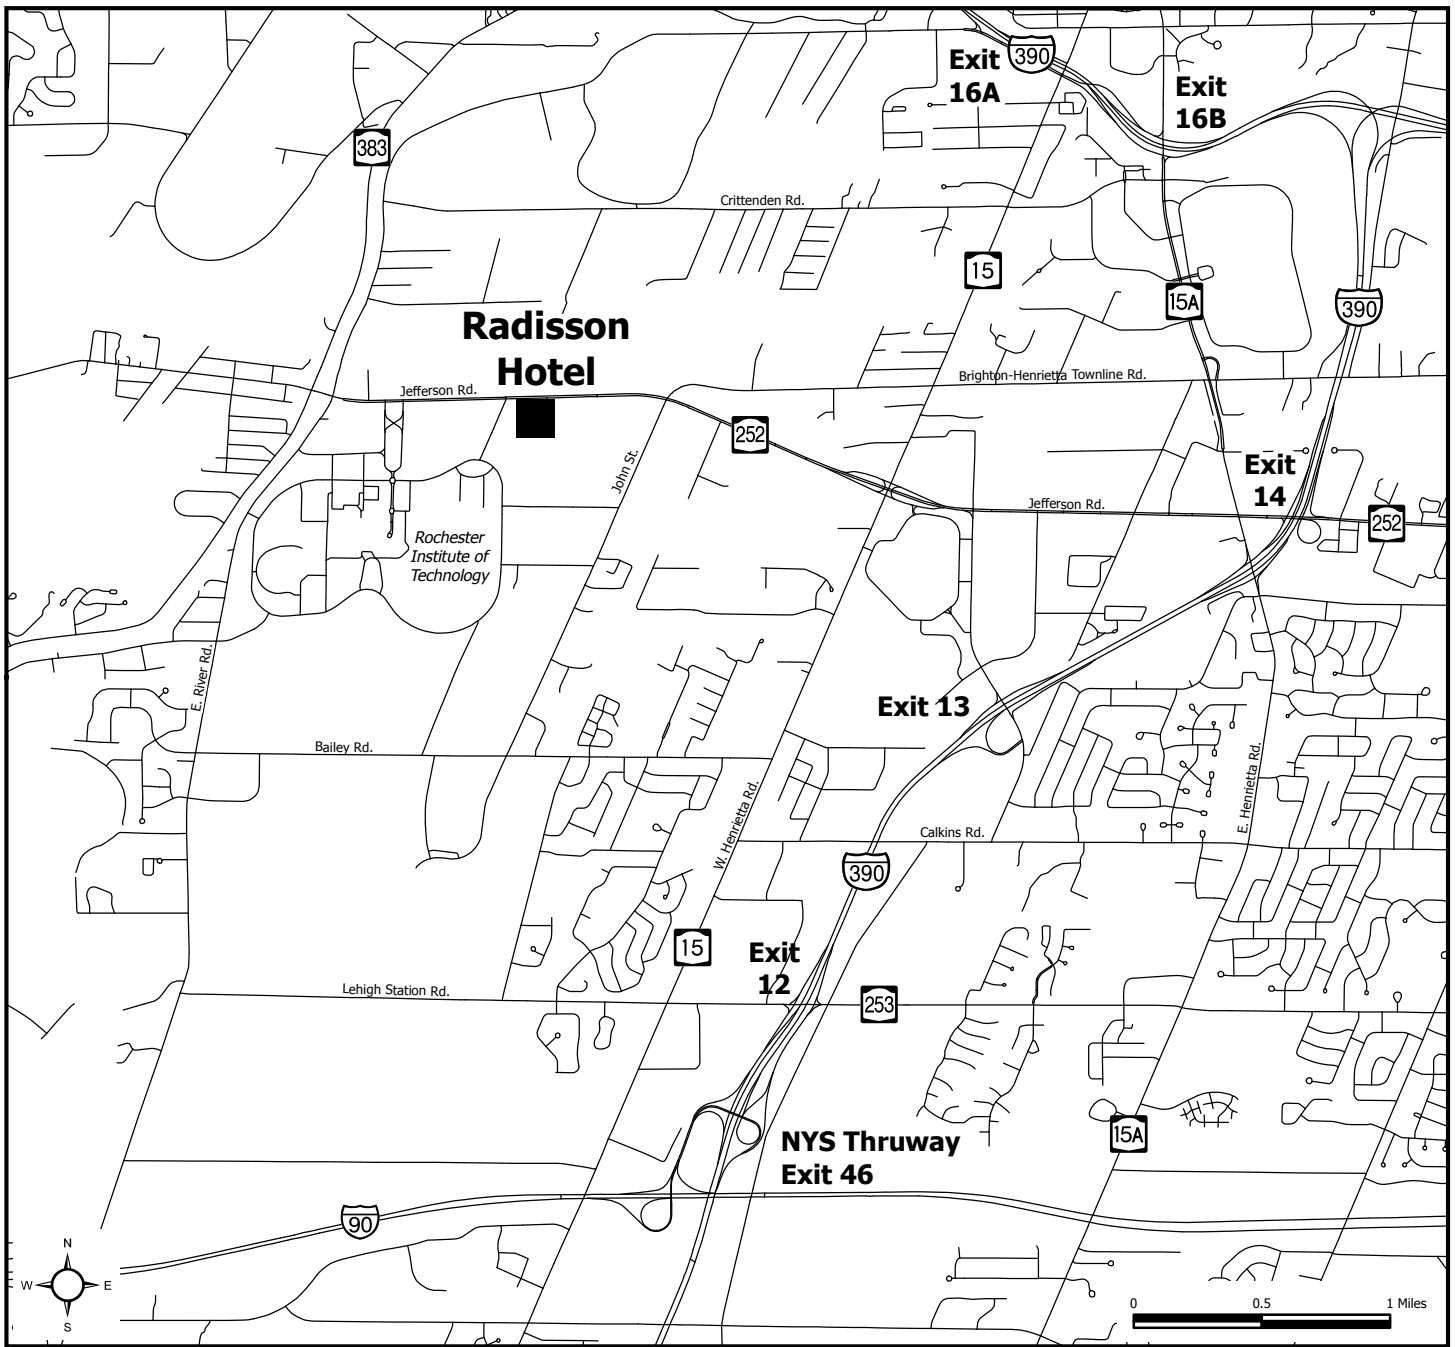 390
Exit
16A
Exit
16B
383
Crittenden Rd.
15
15A
390
Radisson
Hotel
Brighton-Henrietta Townline Rd.
Jefferson Rd.
252
John St.
Exit
14
Jefferson Rd.
252
Rochester
Institute of
Technology
E. River Rd.
Exit 13
Bailey Rd.
E. Henrietta Rd.
W. Henrietta Rd.
Calkins Rd.
390
15
Exit
12
Lehigh Station Rd.
253
15A
NYS Thruway
Exit 46
90
N
W E
S
0 0.5 1 Miles